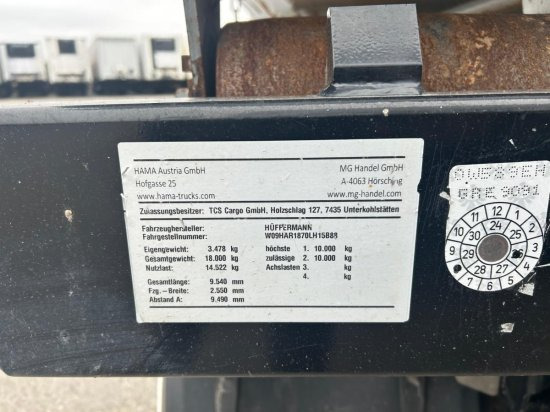 HAMA Austria GmbH MG Handel GmbH
Hofgasse 25 A-4063 Hörsching
www.hama-trucks.com www.mg-handel.com
Zulassungsbesitzer: TCS Cargo GmbH, Holzschlag 127, 7435 Unterkohlstätten
Fahrzeughersteller: HÜFFERMANN
Fahrgestellnummer: W09HAR1870LH15B88
Eigengewicht: 3.478 kg höchste 1. 10.000 kg
Gesamtgewicht: 18.000 kg zulässige 2. 10.000 kg
Nutzlast: 14.522 kg Achslasten 3. kg
4. kg
Gesamtlänge: 9.540 mm
Fzg. - Breite: 2.550 mm
Abstand A: 9.490 mm
OW589EN
GRE9091